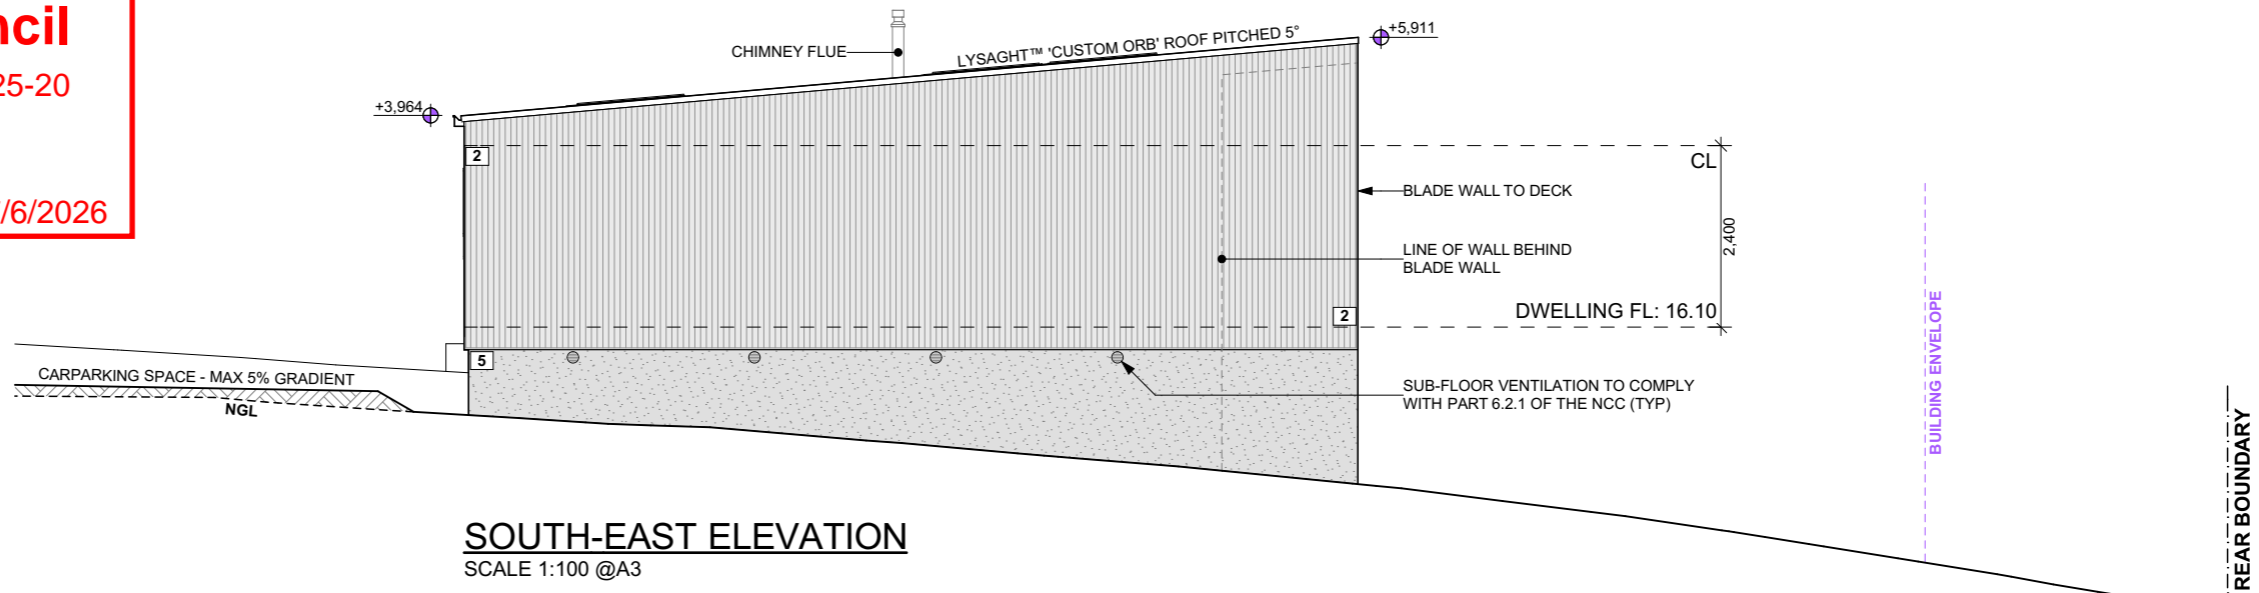 ncil
25-20
/6/2026
CHIMNEY FLUE
LYSAGHT™ 'CUSTOM ORB' ROOF PITCHED 5°
+5,911
+3,964
2
CL
BLADE WALL TO DECK
2,400
LINE OF WALL BEHIND
BLADE WALL
2
DWELLING FL: 16.10
BUILDING ENVELOPE
5
CARPARKING SPACE - MAX 5% GRADIENT
NGL
SUB-FLOOR VENTILATION TO COMPLY
WITH PART 6.2.1 OF THE NCC (TYP)
REAR BOUNDARY
SOUTH-EAST ELEVATION
SCALE 1:100 @A3